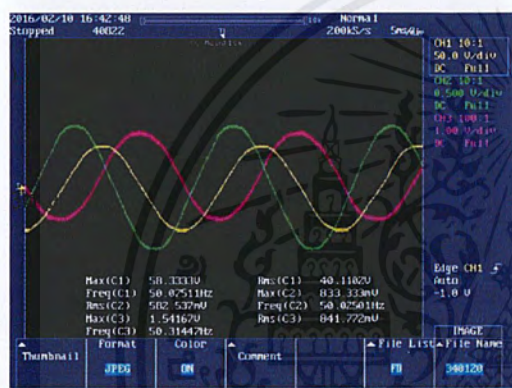 2016/02/10 16:42:48
Normal
Stopped
40822
200kS/s 5ms/div
CH1 10:1
50.0 V/div
DC Full
CH2 10:1
0.500 V/div
DC Full
CH3 100:1
1.00 V/div
DC Full
Max(C1) 58.3333V
Rms(C1) 40.1102V
Freq(C1) 50.07511Hz
Max(C2) 833.333mV
Rms(C2) 582.537mV
Freq(C2) 50.02501Hz
Max(C3) 1.54167V
Rms(C3) 841.772mV
Freq(C3) 50.31447Hz
Edge CH1
Auto
-1.0 V
IMAGE
Thumbnail
Format
JPEG
Color
ON
Comment
File List
FD
File Name
340120